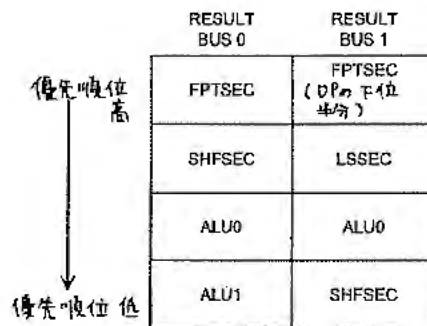 RESULT BUS 0
RESULT BUS 1
優先順位
高
FPTSEC
FPTSEC
(DPの下位
半分)
SHFSEC
LSSEC
ALU0
ALU0
優先順位 低
ALU1
SHFSEC